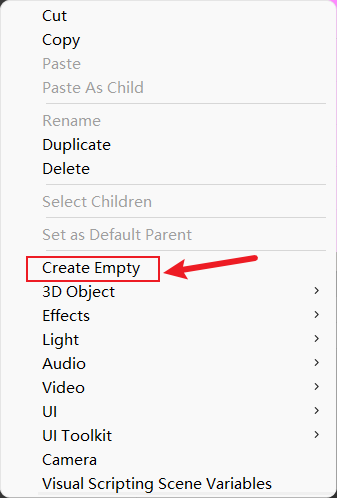 Cut
Copy
Paste
Paste As Child
Rename
Duplicate
Delete
Select Children
Set as Default Parent
Create Empty
3D Object
Effects
Light
Audio
Video
UI
UI Toolkit
Camera
Visual Scripting Scene Variables